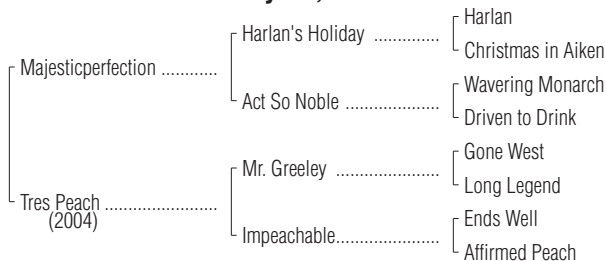 Harlan
Harlan's Holiday ..............
Christmas in Aiken
Majesticperfection ............
Wavering Monarch
Act So Noble .....................
Driven to Drink
Gone West
Mr. Greeley .......................
Long Legend
Tres Peach .........................
(2004)
Ends Well
Impeachable.......................
Affirmed Peach